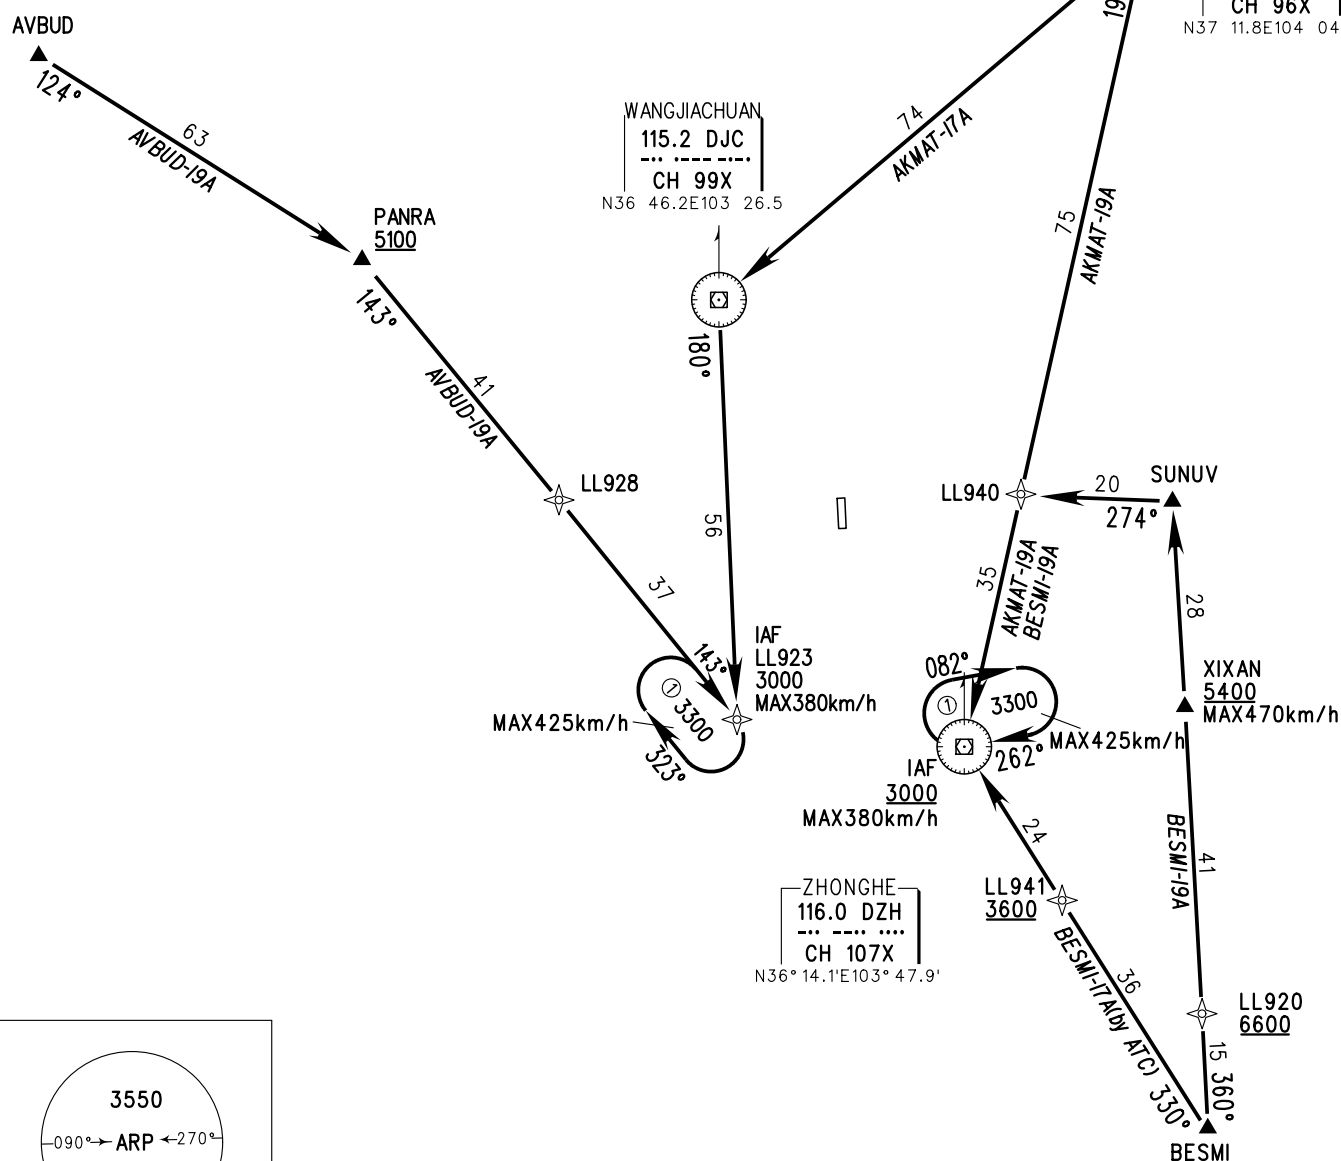 AVBUD
124°
63
AVBUD-19A
PANRA
5100
143°
41
AVBUD-19A
LL928
37
143°
WANGJIACHUAN
115.2 DJC
CH 99X
N36 46.2E103 26.5
180°
56
74
AKMAT-17A
19
CH 96X
N37 11.8E104 04
75
AKMAT-19A
LL940
20
274°
SUNUV
35
AKMAT-19A
BESMI-19A
28
IAF
LL923
3000
MAX380km/h
1
3300
MAX425km/h
323°
082°
1
3300
MAX425km/h
262°
IAF
3000
MAX380km/h
XIXAN
5400
MAX470km/h
24
LL941
3600
BESMI-19A
41
ZHONGHE
116.0 DZH
CH 107X
N36°14.1'E103°47.9'
36
BESMI-17A(by ATC)
330°
LL920
6600
15
360°
BESMI
3550
090°
ARP
270°